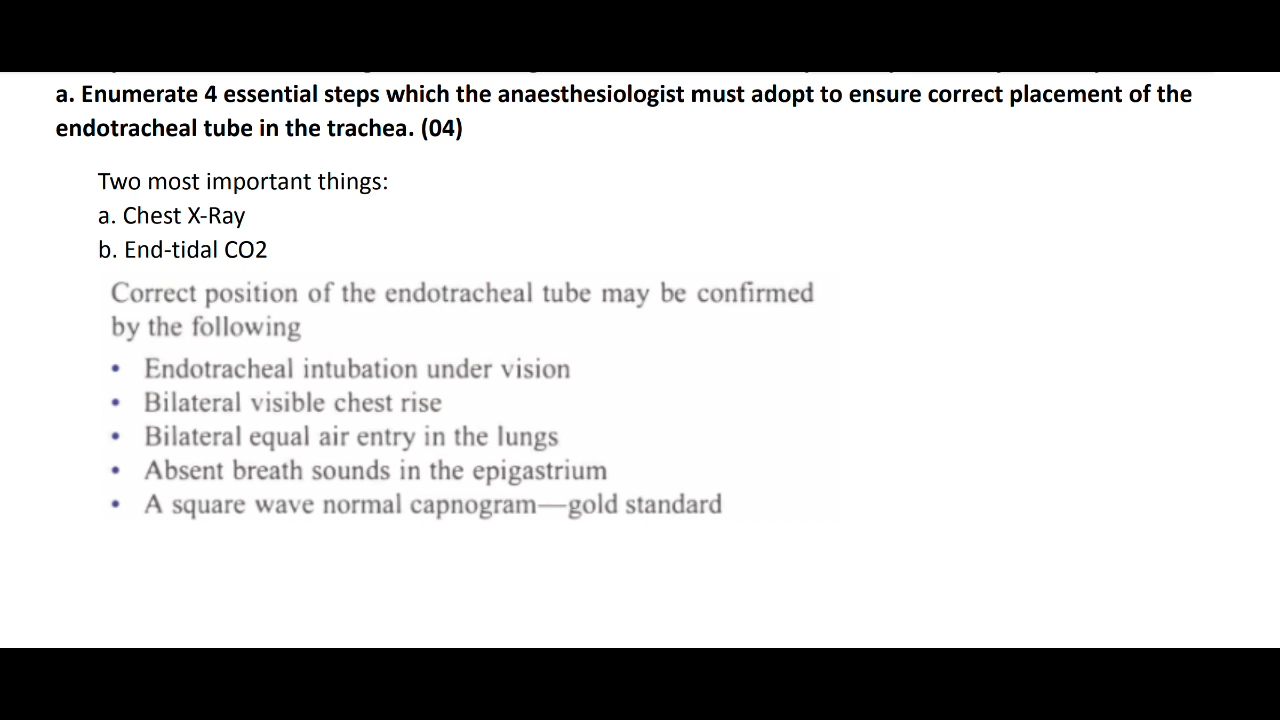 a. Enumerate 4 essential steps which the anaesthesiologist must adopt to ensure correct placement of the
endotracheal tube in the trachea. (04)
Two most important things:
a. Chest X-Ray
b. End-tidal CO2
Correct position of the endotracheal tube may be confirmed
by the following
• Endotracheal intubation under vision
• Bilateral visible chest rise
• Bilateral equal air entry in the lungs
• Absent breath sounds in the epigastrium
• A square wave normal capnogram—gold standard